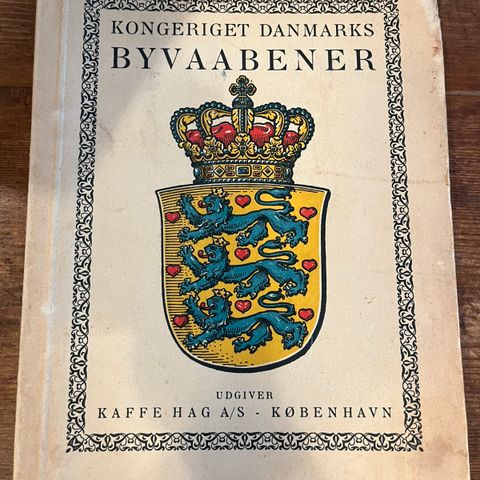 KONGERIGET DANMARKS
BYVAABENER
UDGIVER
KAFFE HAG A/S - KØBENHAVN